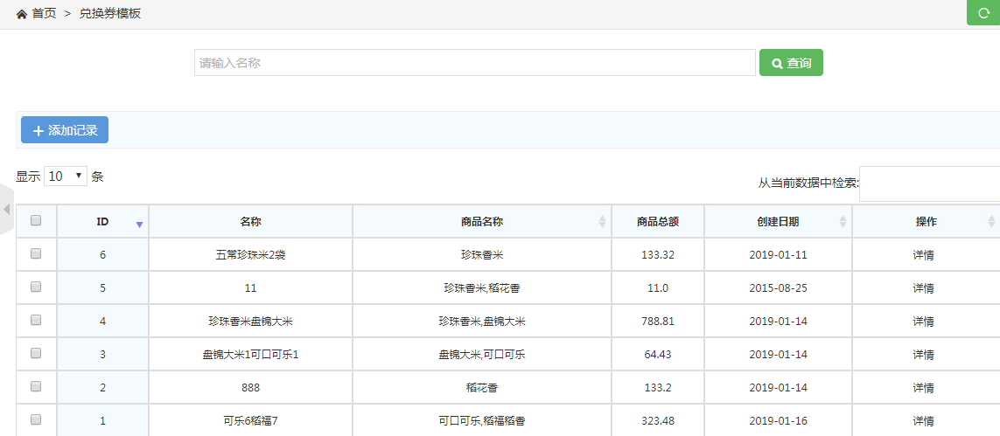 首页 > 兑换券模板
请输入名称 查询
添加记录
显示 10 条
从当前数据中检索:
ID 名称 商品名称 商品总额 创建日期 操作
6 五常珍珠米2袋 珍珠香米 133.32 2019-01-11 详情
5 11 珍珠香米,稻花香 11.0 2015-08-25 详情
4 珍珠香米盘锦大米 珍珠香米,盘锦大米 788.81 2019-01-14 详情
3 盘锦大米1可口可乐1 盘锦大米,可口可乐 64.43 2019-01-14 详情
2 888 稻花香 133.2 2019-01-14 详情
1 可乐6稻福7 可口可乐,稻福稻香 323.48 2019-01-16 详情